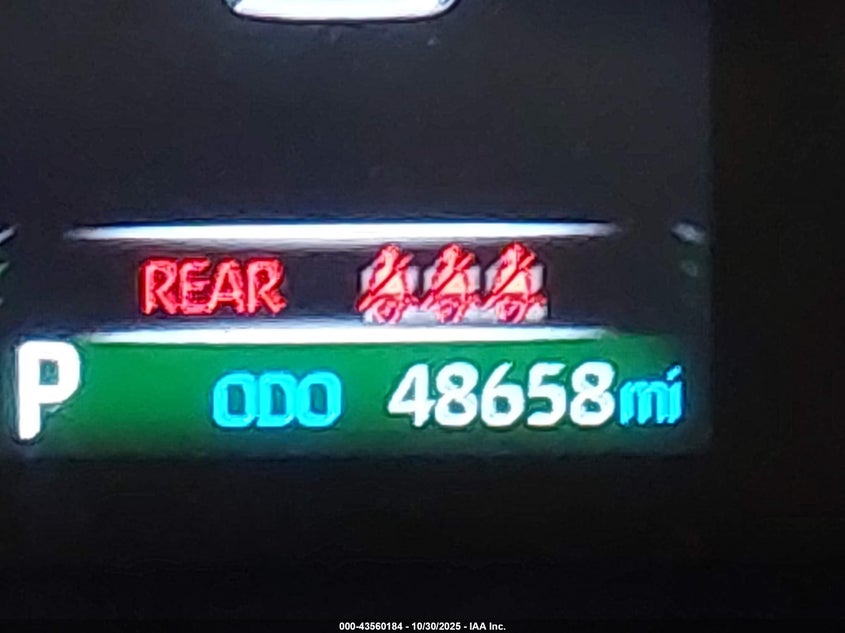 REAR
P ODO 48658mi
000-43560184 - 10/30/2025 - IAA Inc.